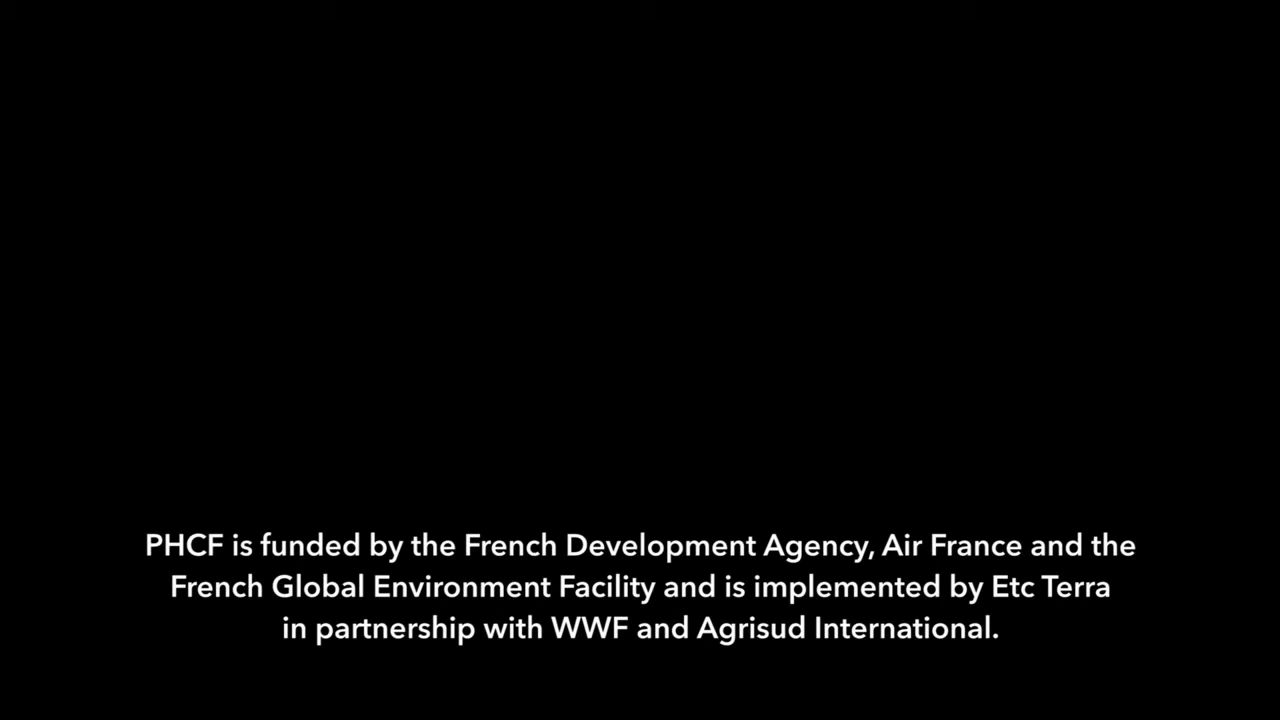 PHCF is funded by the French Development Agency, Air France and the
French Global Environment Facility and is implemented by Etc Terra
in partnership with WWF and Agrisud International.